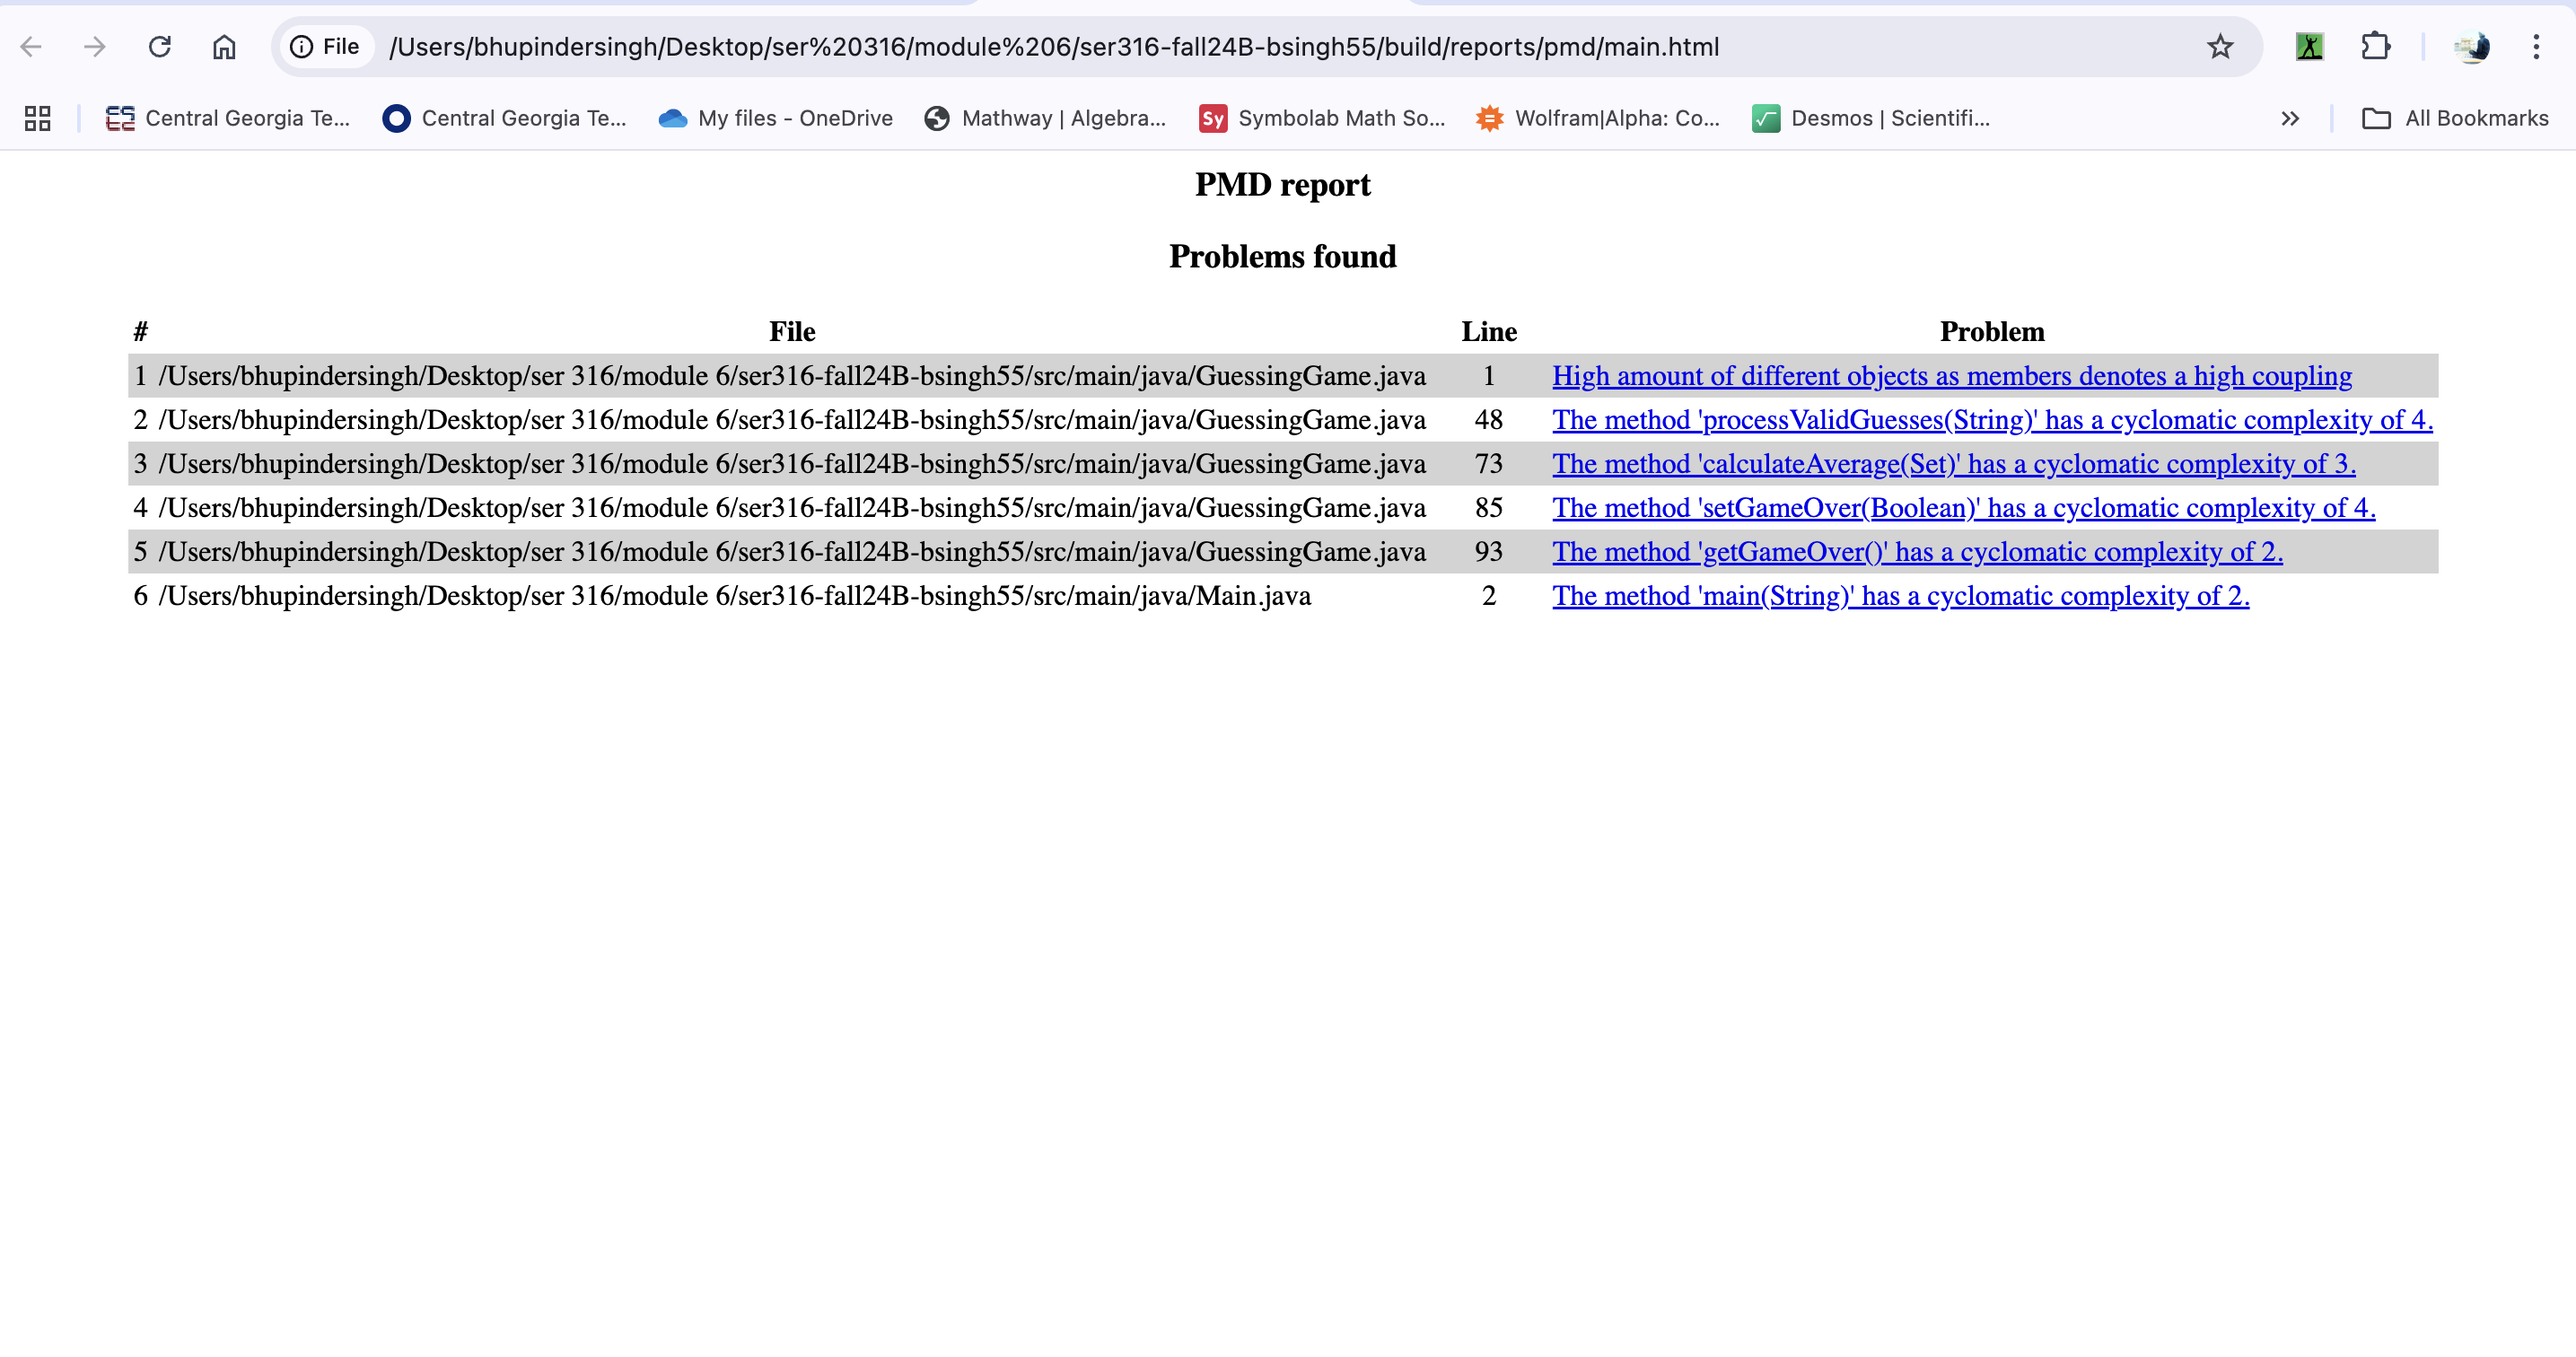 File /Users/bhupindersingh/Desktop/ser%20316/module%206/ser316-fall24B-bsingh55/build/reports/pmd/main.html
Central Georgia Te... Central Georgia Te... My files - OneDrive Mathway | Algebra... Sy Symbolab Math So... Wolfram|Alpha: Co... Desmos | Scientifi... » All Bookmarks
PMD report
Problems found
# File Line Problem
1 /Users/bhupindersingh/Desktop/ser 316/module 6/ser316-fall24B-bsingh55/src/main/java/GuessingGame.java 1 High amount of different objects as members denotes a high coupling
2 /Users/bhupindersingh/Desktop/ser 316/module 6/ser316-fall24B-bsingh55/src/main/java/GuessingGame.java 48 The method 'processValidGuesses(String)' has a cyclomatic complexity of 4.
3 /Users/bhupindersingh/Desktop/ser 316/module 6/ser316-fall24B-bsingh55/src/main/java/GuessingGame.java 73 The method 'calculateAverage(Set)' has a cyclomatic complexity of 3.
4 /Users/bhupindersingh/Desktop/ser 316/module 6/ser316-fall24B-bsingh55/src/main/java/GuessingGame.java 85 The method 'setGameOver(Boolean)' has a cyclomatic complexity of 4.
5 /Users/bhupindersingh/Desktop/ser 316/module 6/ser316-fall24B-bsingh55/src/main/java/GuessingGame.java 93 The method 'getGameOver()' has a cyclomatic complexity of 2.
6 /Users/bhupindersingh/Desktop/ser 316/module 6/ser316-fall24B-bsingh55/src/main/java/Main.java 2 The method 'main(String)' has a cyclomatic complexity of 2.